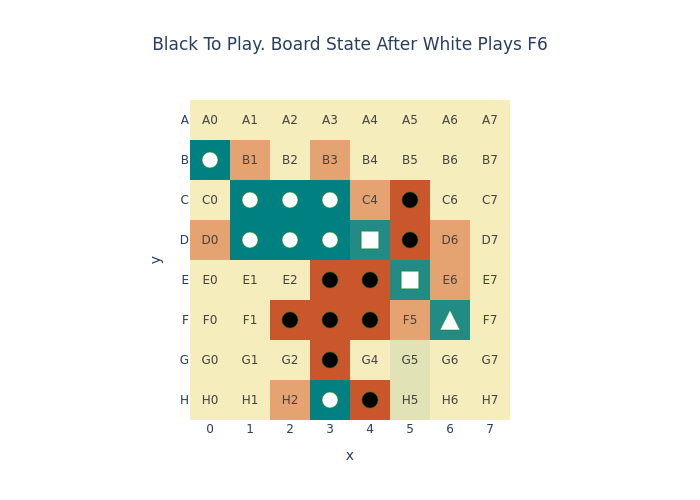 Black To Play. Board State After White Plays F6
A A0 A1 A2 A3 A4 A5 A6 A7
B B1 B2 B3 B4 B5 B6 B7
C C0 C4 C6 C7
D D0 D6 D7
y
E E0 E1 E2 E6 E7
F F0 F1 F5 F7
G G0 G1 G2 G4 G5 G6 G7
H H0 H1 H2 H5 H6 H7
0 1 2 3 4 5 6 7
x